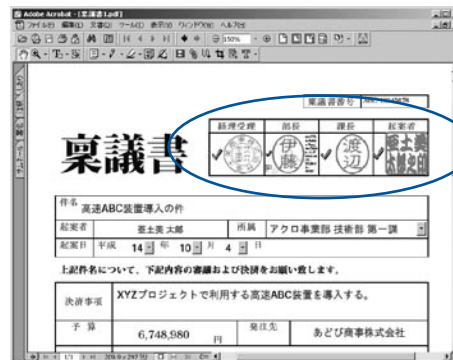 Adobe Acrobat - [稟議書1.pdf]
ファイル(F) 編集(E) 文書(D) ツール(T) 表示(V) ウィンドウ(W) ヘルプ(H)
150%
稟議書番号
稟議書
経理受理 部長 課長 起案者
伊藤 渡辺
件名 高速ABC装置導入の件
起案者 亜土美 太郎 所属 アクロ事業部 技術部 第一課
起案日 平成 14 年 10 月 4 日
上記件名について、下記内容の審議および決済をお願い致します。
決済事項 XYZプロジェクトで利用する高速ABC装置を導入する。
予算 6,748,980 円 発注先 あどび商事株式会社
1/1 209.9 x 297 mm